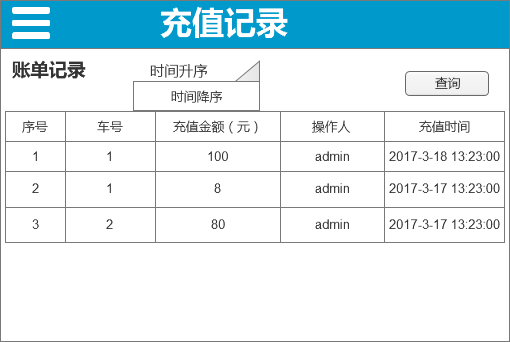 充值记录
账单记录
时间升序
时间降序
查询
序号 车号 充值金额（元） 操作人 充值时间
1 1 100 admin 2017-3-18 13:23:00
2 1 8 admin 2017-3-17 13:23:00
3 2 80 admin 2017-3-17 13:23:00